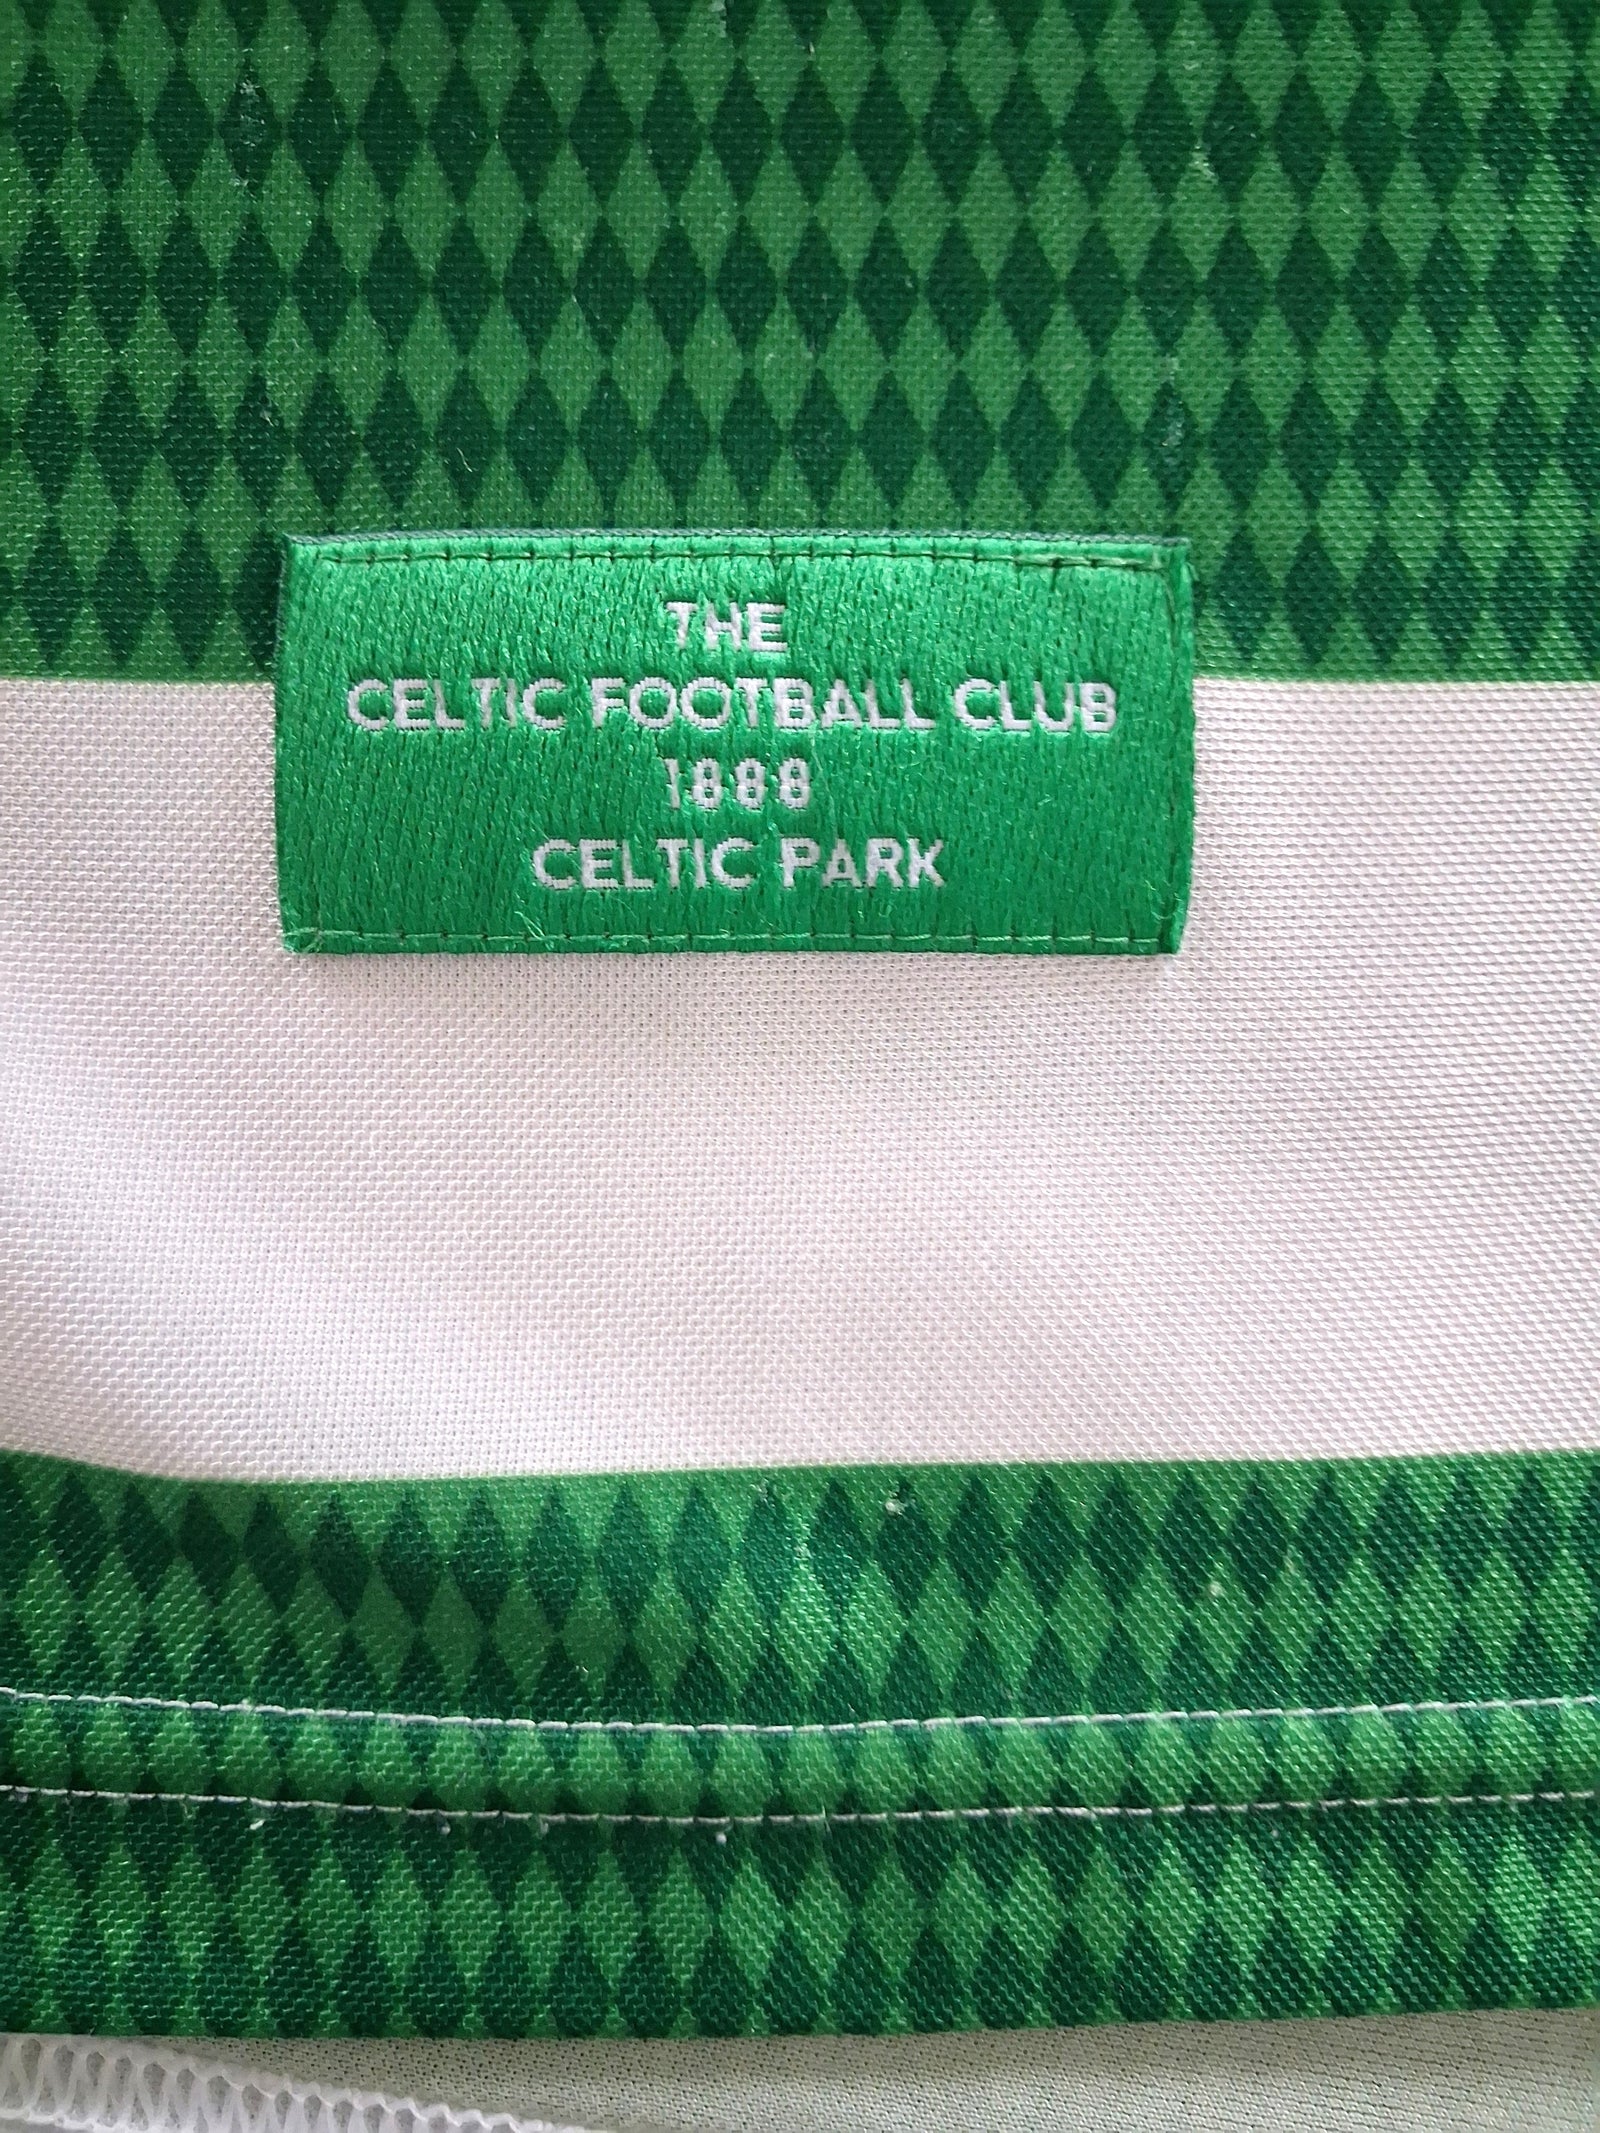 THE
CELTIC FOOTBALL CLUB
1888
CELTIC PARK